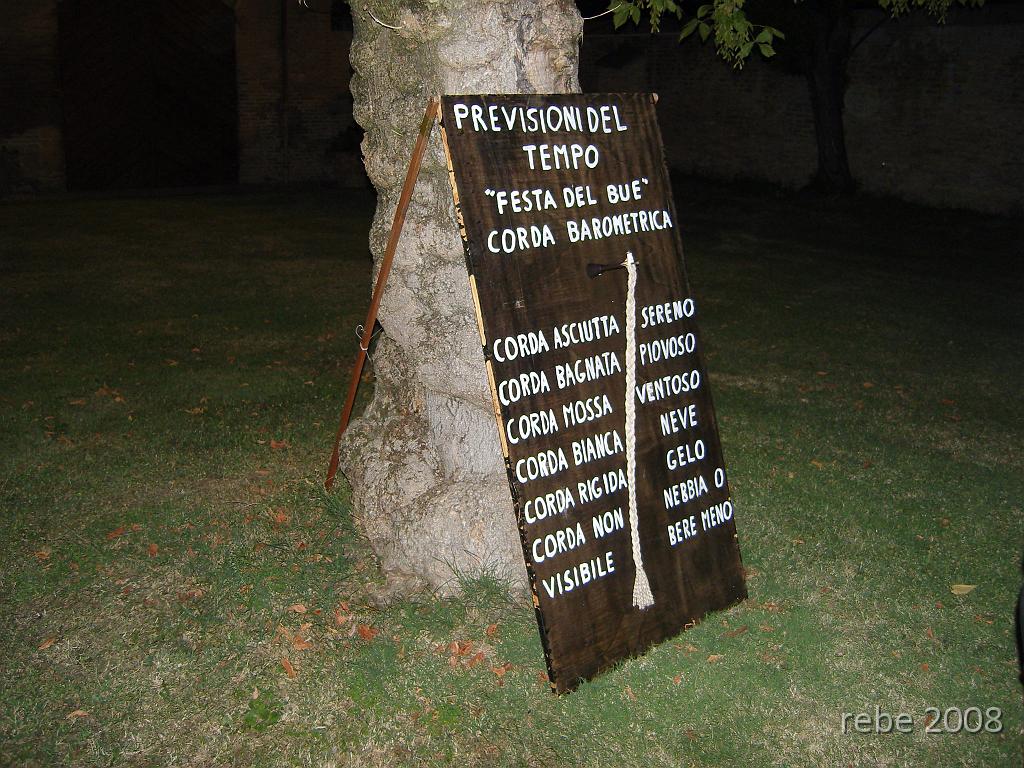 PREVISIONI DEL
TEMPO
"FESTA DEL BUE"
CORDA BAROMETRICA
CORDA ASCIUTTA SERENO
CORDA BAGNATA PIOVOSO
CORDA MOSSA VENTOSO
CORDA BIANCA NEVE
CORDA RIGIDA GELO
CORDA NON NEBBIA O
VISIBILE BERE MENO
rebe 2008